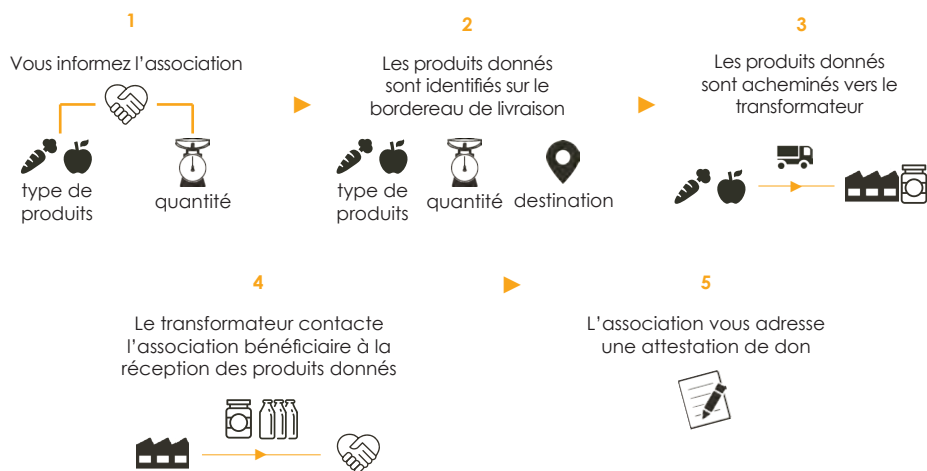 1
Vous informez l'association
type de
produits
quantité
2
Les produits donnés
sont identifiés sur le
bordereau de livraison
type de
produits
quantité
destination
3
Les produits donnés
sont acheminés vers le
transformateur
4
Le transformateur contacte
l'association bénéficiaire à la
réception des produits donnés
5
L'association vous adresse
une attestation de don